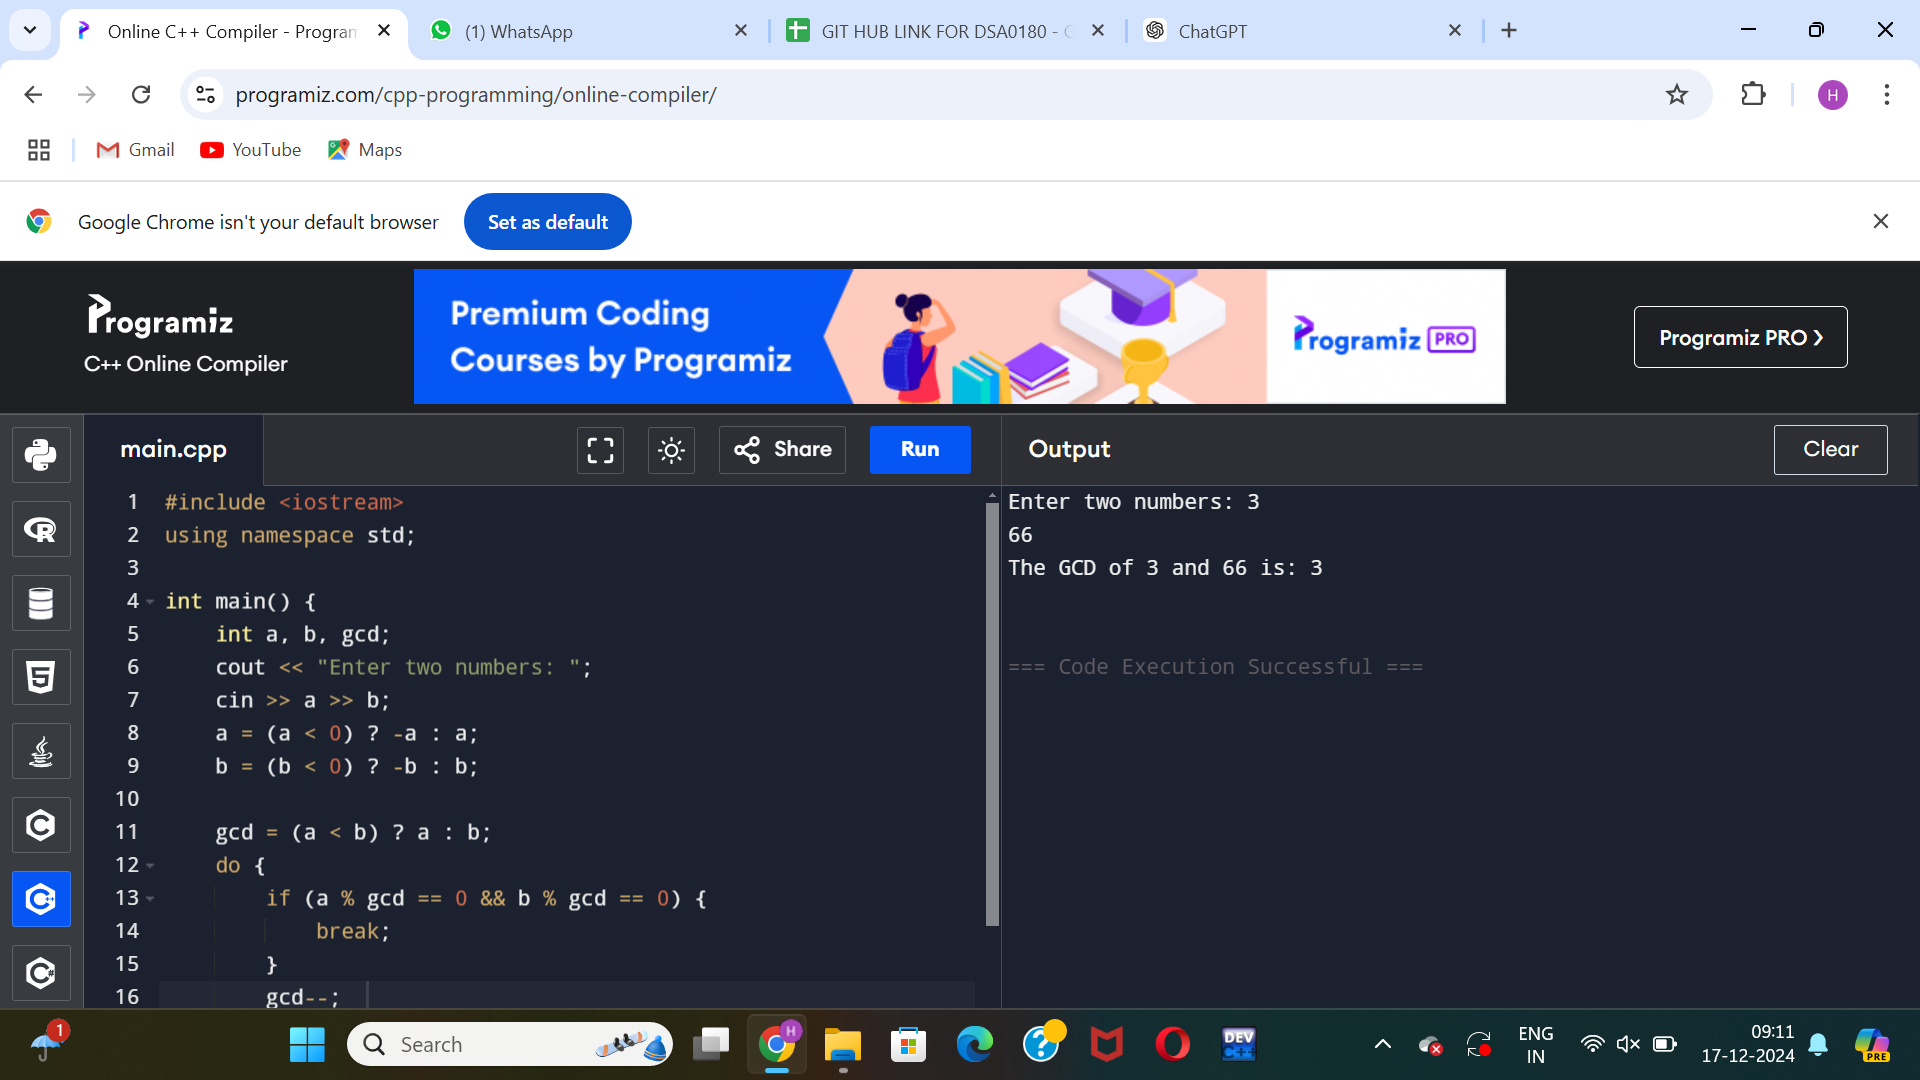 Online C++ Compiler - Program
(1) WhatsApp
GIT HUB LINK FOR DSA0180 - G
ChatGPT
programiz.com/cpp-programming/online-compiler/
H
Gmail
YouTube
Maps
Google Chrome isn't your default browser
Set as default
Programiz
C++ Online Compiler
Premium Coding
Courses by Programiz
Programiz PRO
Programiz PRO ❯
main.cpp
Share
Run
Output
Clear
1 #include <iostream>
2 using namespace std;
3
4 int main() {
5 int a, b, gcd;
6 cout << "Enter two numbers: ";
7 cin >> a >> b;
8 a = (a < 0) ? -a : a;
9 b = (b < 0) ? -b : b;
10
11 gcd = (a < b) ? a : b;
12 do {
13 if (a % gcd == 0 && b % gcd == 0) {
14 break;
15 }
16 gcd--;
Enter two numbers: 3
66
The GCD of 3 and 66 is: 3
=== Code Execution Successful ===
1
Search
H
DEV
C++
ENG
IN
09:11
17-12-2024
PRE